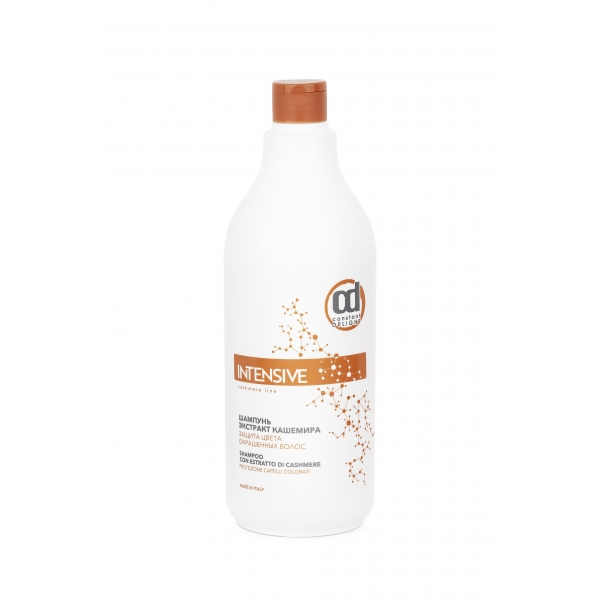 cd
constant
DELIGHT
INTENSIVE
cashmere line
ШАМПУНЬ
ЭКСТРАКТ КАШЕМИРА
ЗАЩИТА ЦВЕТА
ОКРАШЕННЫХ ВОЛОС
SHAMPOO
CON ESTRATTO DI CASHMERE
PROTEZIONE CAPELLI COLORATI
MADE IN ITALY